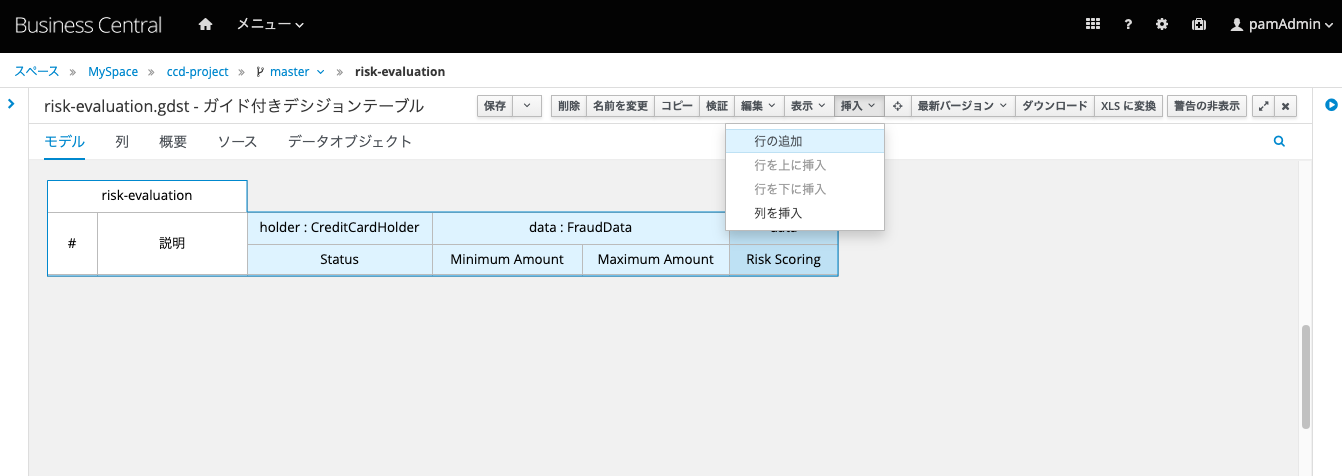 Business Central メニュー ? pamAdmin
スペース » MySpace » ccd-project » master » risk-evaluation
risk-evaluation.gdst - ガイド付きデシジョンテーブル 保存 削除 名前を変更 コピー 検証 編集 表示 挿入 最新バージョン ダウンロード XLS に変換 警告の非表示
モデル 列 概要 ソース データオブジェクト
行の追加
行を上に挿入
行を下に挿入
列を挿入
risk-evaluation
# 説明
holder : CreditCardHolder data : FraudData
Status Minimum Amount Maximum Amount Risk Scoring